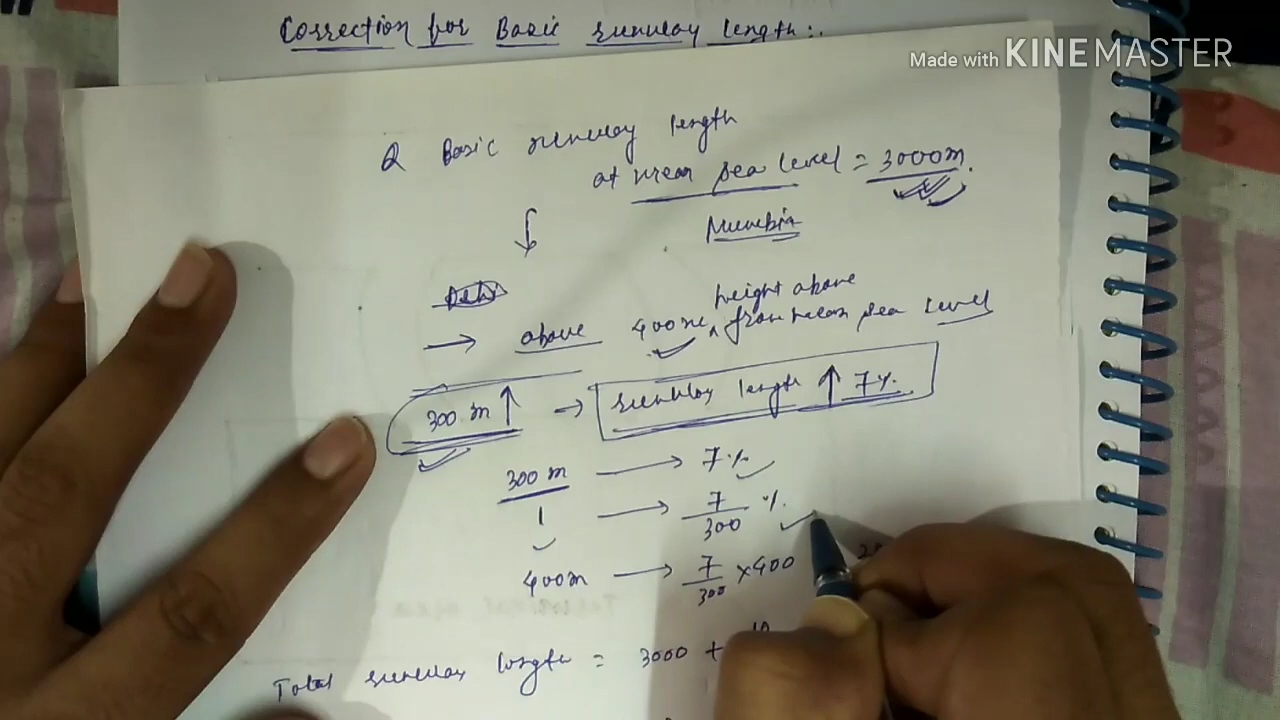 Correction for Basic runway length:.
Made with KINEMASTER
Q Basic runway length
at mean sea level = 3000m.
Mumbai
Delhi
height above
→ above 400m ^ from mean sea level
300 m ↑ → runway length ↑ 7%.
300 m → 7%
1 → 7/300 %.
400m → 7/300 × 400
Total runway length = 3000 +